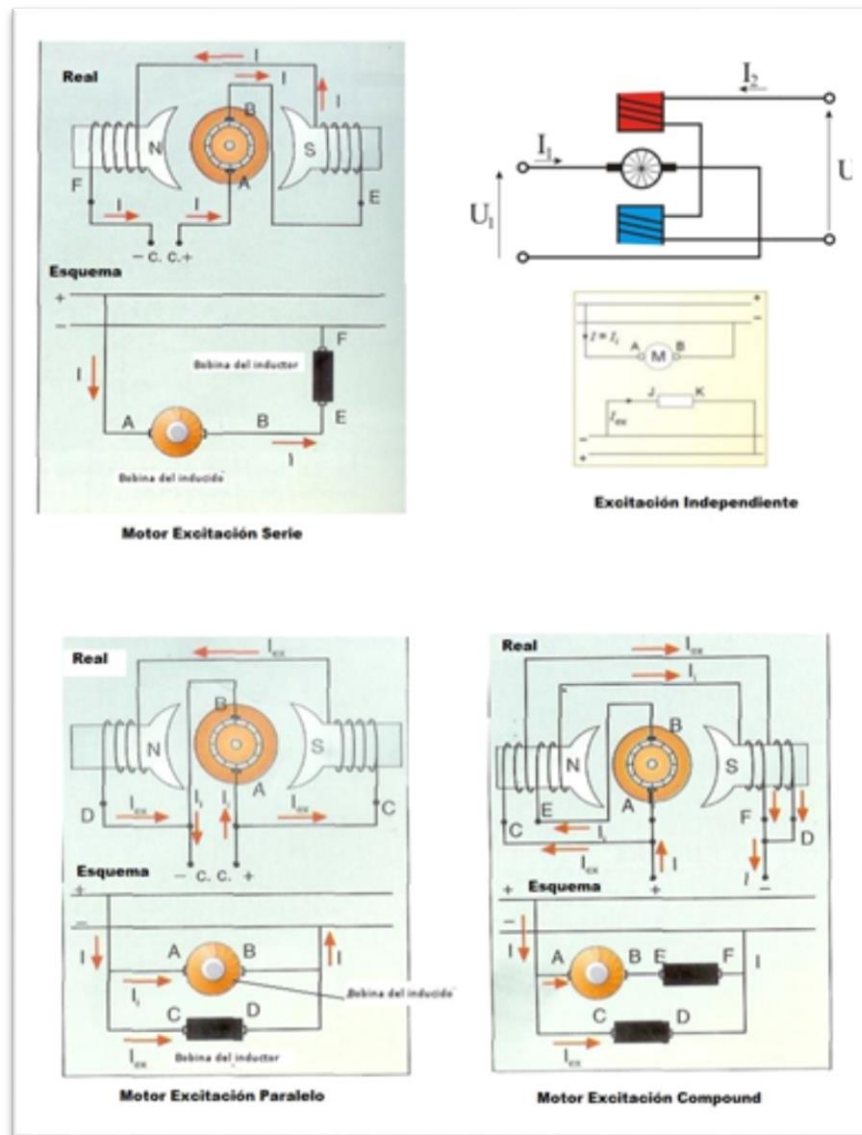 Real
I
I
I
B
N
S
A
F
E
I
I
– c. c.+
Esquema
+
–
F
Bobina del inductor
I
E
A
B
I
Bobina del inducido
Motor Excitación Serie
I2
I1
U1
U
+
–
I = Ii
A
M
B
J
K
Iex
–
+
Excitación Independiente
Real
Iex
B
N
S
A
D
Iex
Ii
Ii
Iex
C
– c. c. +
Esquema
+
–
I
A
B
I
Ii
Bobina del inducido
C
D
Iex
Bobina del inductor
Motor Excitación Paralelo
Real
Iex
Ii
B
N
S
A
C
E
Ii
F
D
Iex
I
I
+
–
Esquema
+
–
I
A
B
E
F
I
C
D
Iex
Motor Excitación Compound